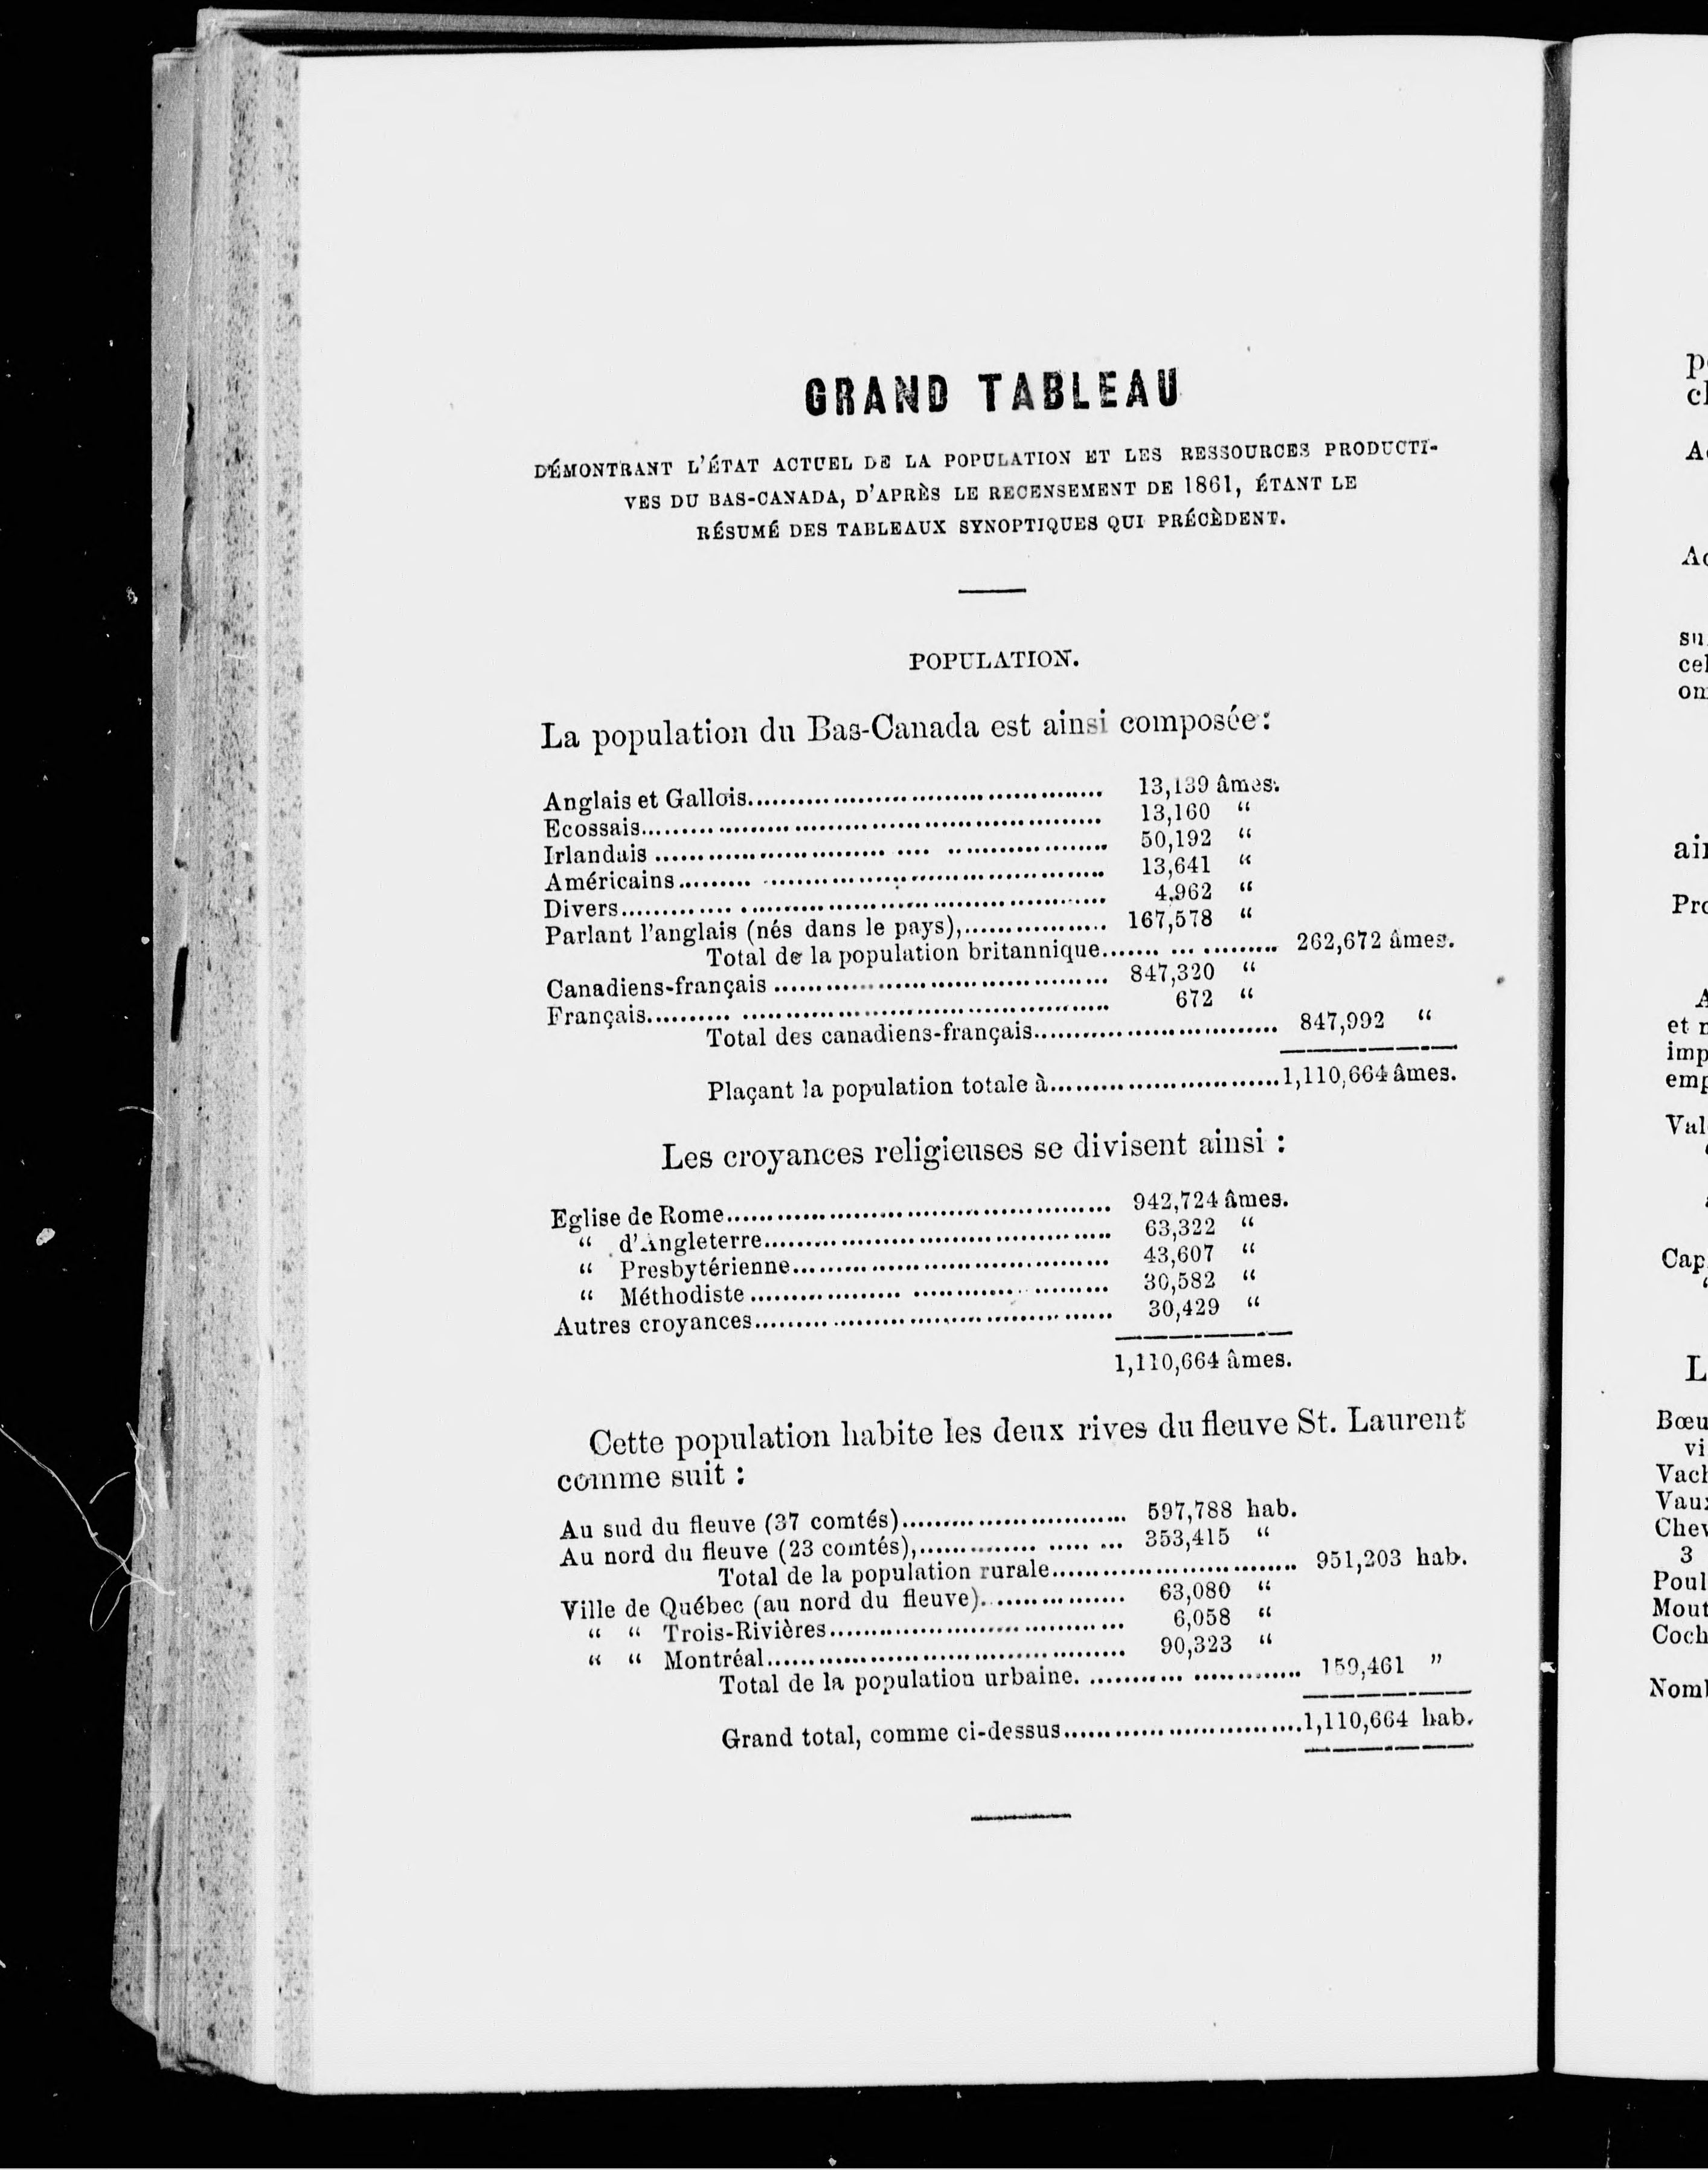 GRAND TABLEAU
DÉMONTRANT L'ÉTAT ACTUEL DE LA POPULATION ET LES RESSOURCES PRODUCTI-
VES DU BAS-CANADA, D'APRÈS LE RECENSEMENT DE 1861, ÉTANT LE
RÉSUMÉ DES TABLEAUX SYNOPTIQUES QUI PRÉCÈDENT.
POPULATION.
La population du Bas-Canada est ainsi composée:
Anglais et Gallois.......... 13,139 âmes.
Ecossais.......... 13,160 “
Irlandais .......... 50,192 “
Américains.......... 13,641 “
Divers.......... 4.962 “
Parlant l'anglais (nés dans le pays),.......... 167,578 “
Total de la population britannique.......... 262,672 âmes.
Canadiens-français .......... 847,320 “
Français.......... 672 “
Total des canadiens-français.......... 847,992 “
Plaçant la population totale à..........1,110,664 âmes.
Les croyances religieuses se divisent ainsi :
Eglise de Rome.......... 942,724 âmes.
“ d'Angleterre.......... 63,322 “
“ Presbytérienne.......... 43,607 “
“ Méthodiste .......... 30,582 “
Autres croyances.......... 30,429 “
1,110,664 âmes.
Cette population habite les deux rives du fleuve St. Laurent
comme suit :
Au sud du fleuve (37 comtés).......... 597,788 hab.
Au nord du fleuve (23 comtés),.......... 353,415 “
Total de la population rurale.......... 951,203 hab.
Ville de Québec (au nord du fleuve).......... 63,080 “
“ “ Trois-Rivières.......... 6,058 “
“ “ Montréal.......... 90,323 “
Total de la population urbaine. .......... 159,461 ”
Grand total, comme ci-dessus..........1,110,664 hab.